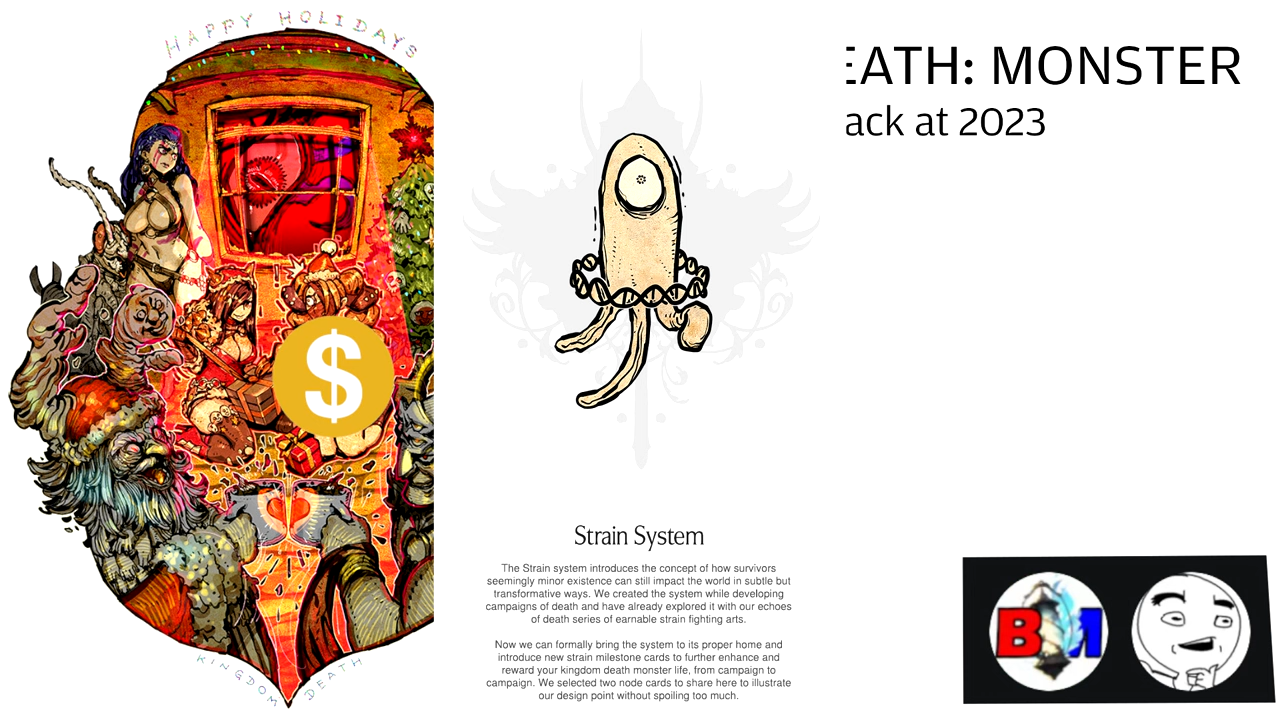 HAPPY HOLIDAYS
$
KINGDOM DEATH
Strain System
The Strain system introduces the concept of how survivors
seemingly minor existence can still impact the world in subtle but
transformative ways. We created the system while developing
campaigns of death and have already explored it with our echoes
of death series of earnable strain fighting arts.
Now we can formally bring the system to its proper home and
introduce new strain milestone cards to further enhance and
reward your kingdom death monster life, from campaign to
campaign. We selected two node cards to share here to illustrate
our design point without spoiling too much.
EATH: MONSTER
ack at 2023
BM